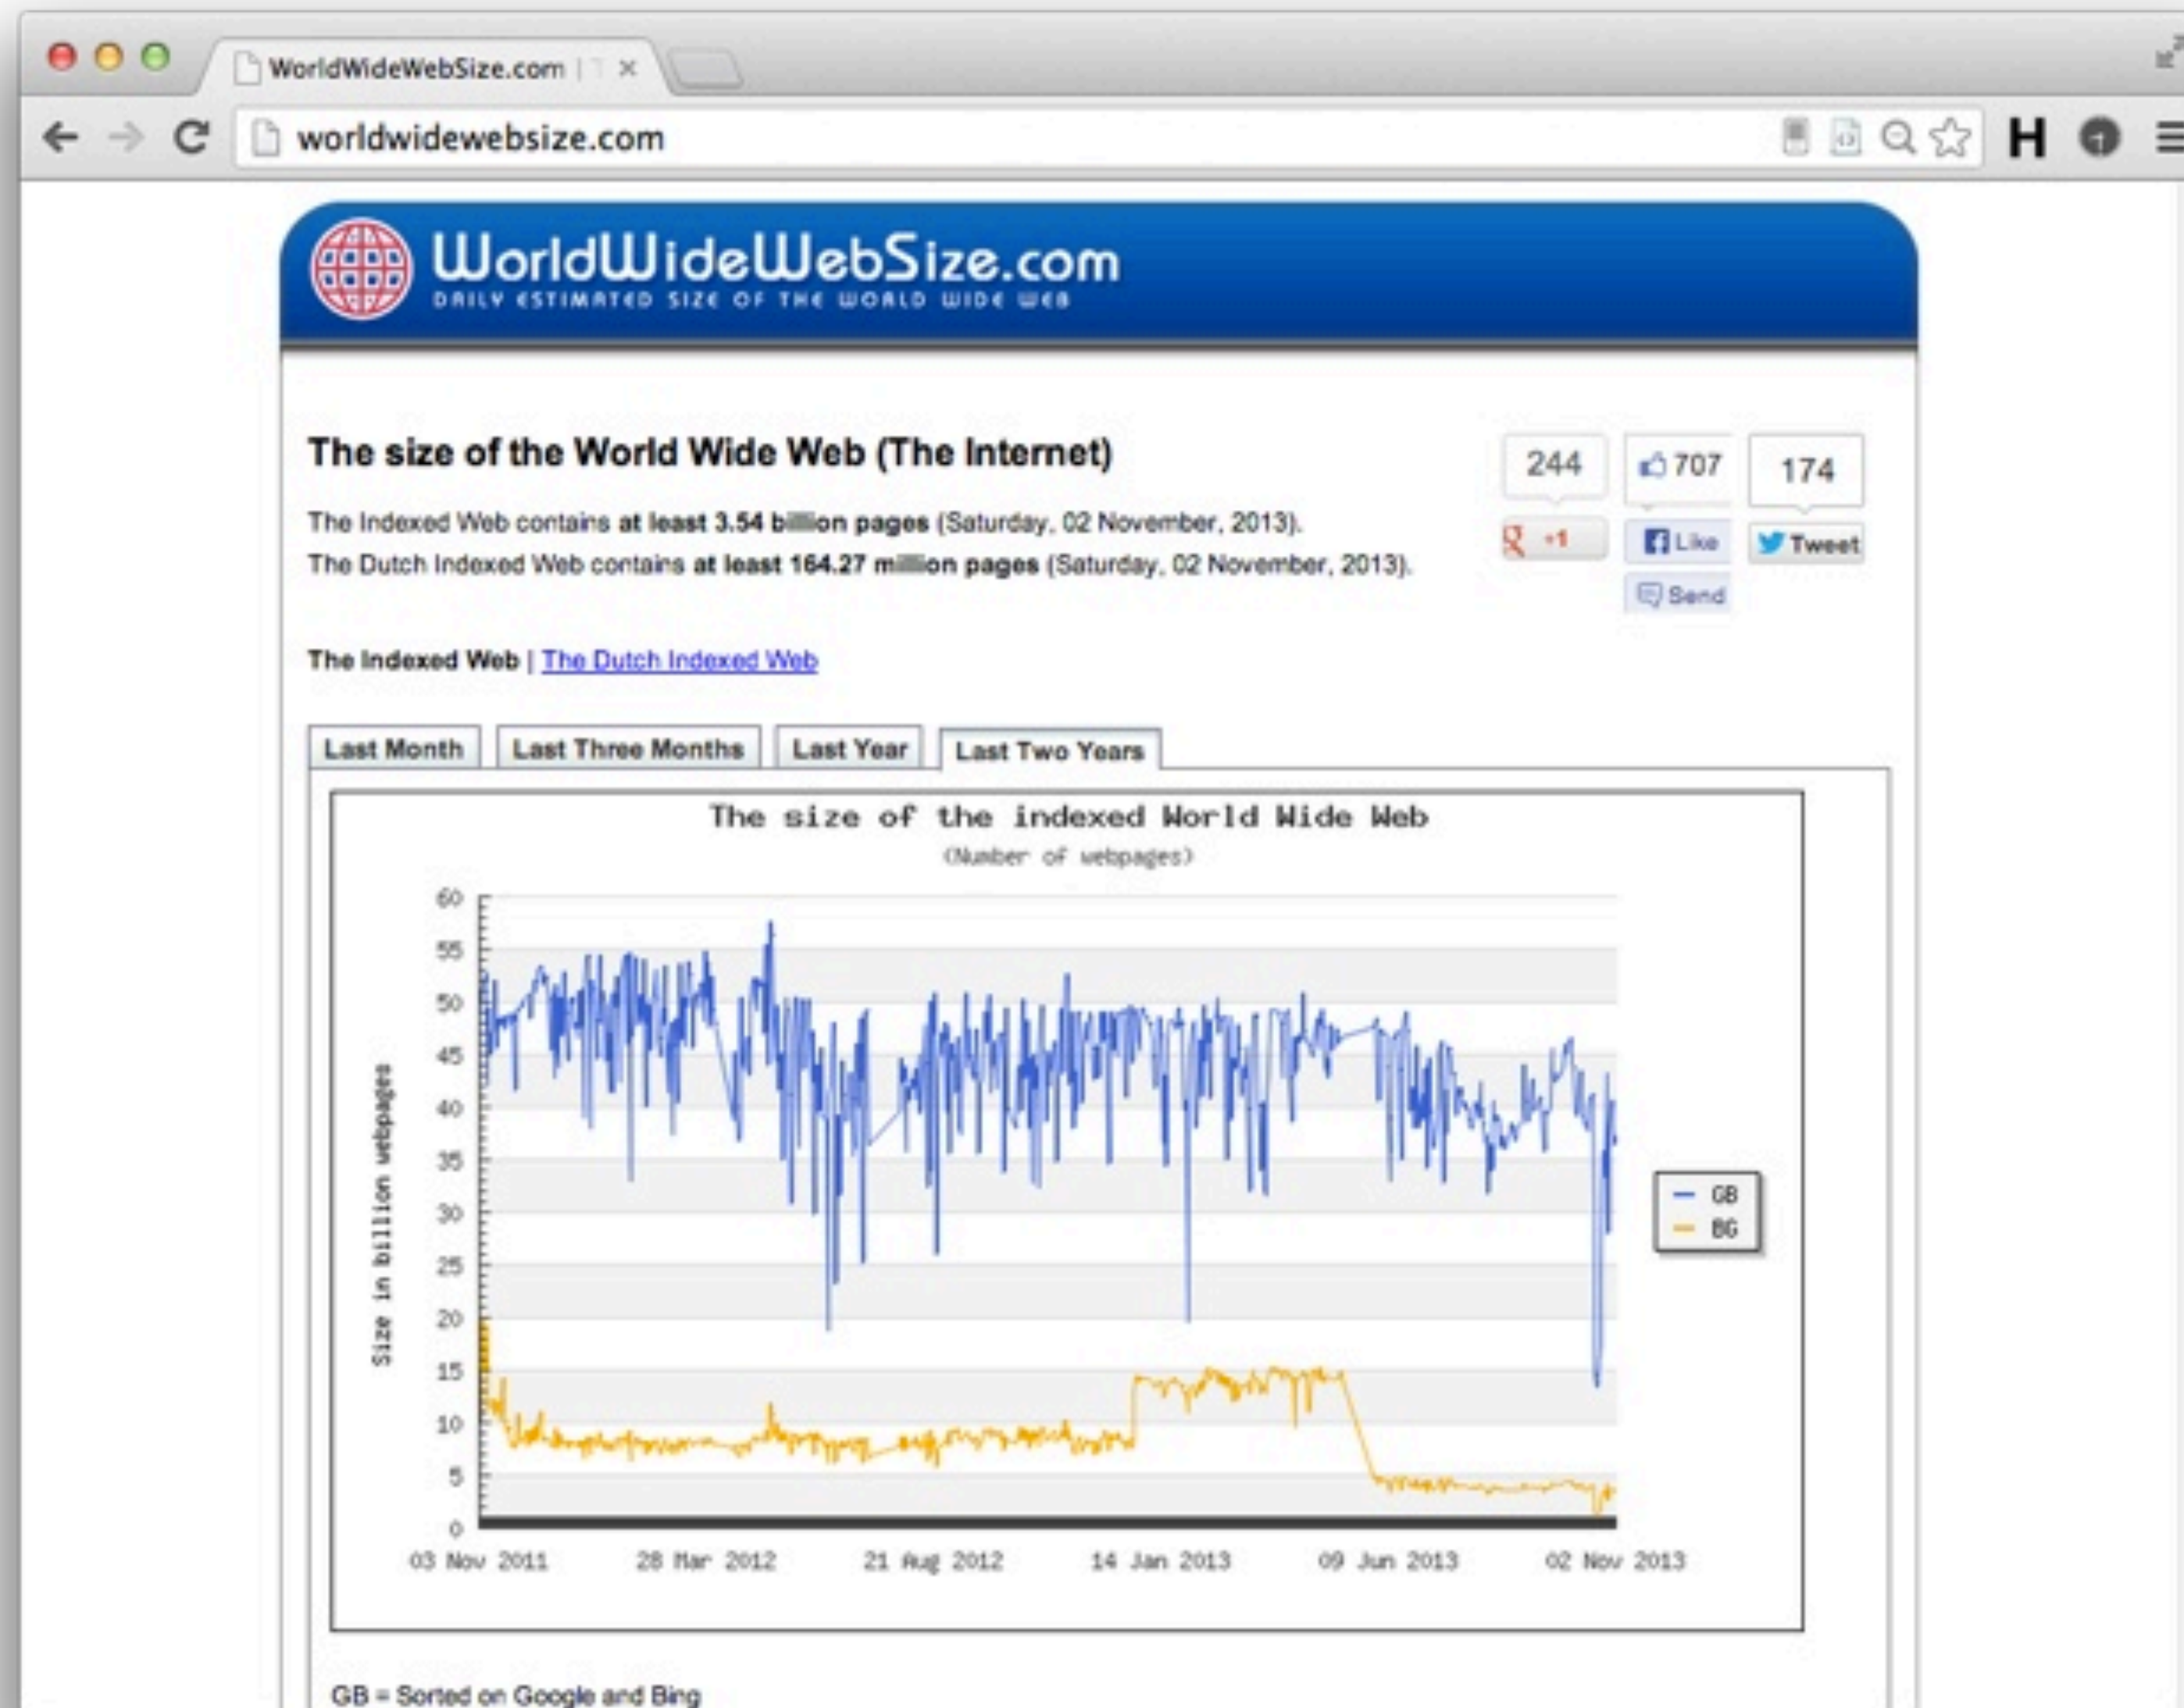 WorldWideWebSize.com |
worldwidewebsize.com
H
WorldWideWebSize.com
DAILY ESTIMATED SIZE OF THE WORLD WIDE WEB
The size of the World Wide Web (The Internet)
244 707 174
The Indexed Web contains at least 3.54 billion pages (Saturday, 02 November, 2013).
+1 Like Tweet
The Dutch Indexed Web contains at least 164.27 million pages (Saturday, 02 November, 2013).
Send
The Indexed Web | The Dutch Indexed Web
Last Month Last Three Months Last Year Last Two Years
The size of the indexed World Wide Web
(Number of webpages)
Size in billion webpages
60
55
50
45
40
35
30
25
20
15
10
5
0
GB
BG
03 Nov 2011 28 Mar 2012 21 Aug 2012 14 Jan 2013 09 Jun 2013 02 Nov 2013
GB = Sorted on Google and Bing